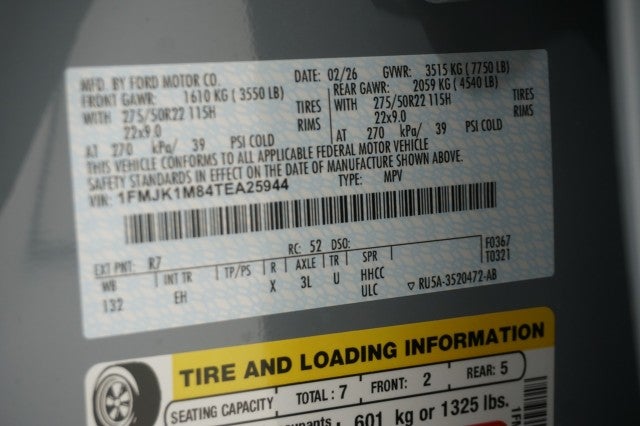 MFD. BY FORD MOTOR CO. DATE: 02/26 GVWR: 3515 KG (7750 LB)
FRONT GAWR: 1610 KG (3550 LB) REAR GAWR: 2059 KG (4540 LB)
WITH 275/50R22 115H TIRES WITH 275/50R22 115H TIRES
22x9.0 RIMS 22x9.0 RIMS
AT 270 kPa/ 39 PSI COLD AT 270 kPa/ 39 PSI COLD
THIS VEHICLE CONFORMS TO ALL APPLICABLE FEDERAL MOTOR VEHICLE
SAFETY STANDARDS IN EFFECT ON THE DATE OF MANUFACTURE SHOWN ABOVE.
VIN: 1FMJK1M84TEA25944 TYPE: MPV
EXT PNT: R7 RC: 52 DSO: F0367
WB INT TR TP/PS R AXLE TR SPR T0321
132 EH X 3L U HHCC
ULC ▽ RU5A-3520472-AB
TIRE AND LOADING INFORMATION
SEATING CAPACITY TOTAL: 7 FRONT: 2 REAR: 5
601 kg or 1325 lbs.